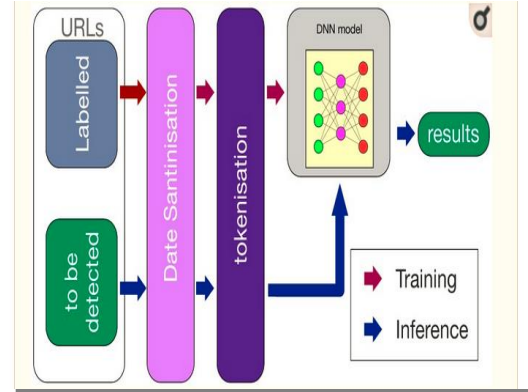 URLs
Labelled
to be
detected
Date Santinisation
tokenisation
DNN model
results
Training
Inference